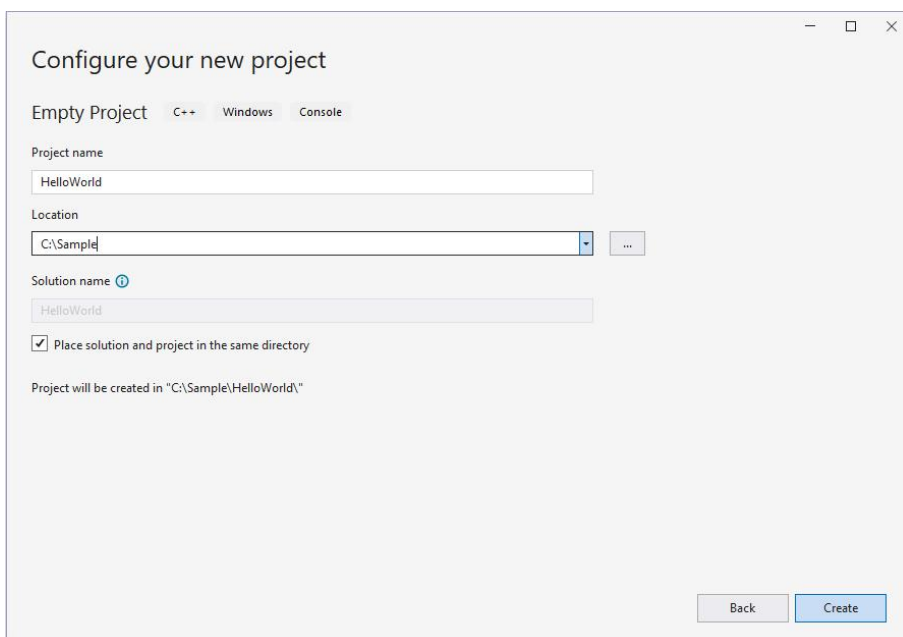 Configure your new project
Empty Project C++ Windows Console
Project name
HelloWorld
Location
C:\Sample
...
Solution name
HelloWorld
Place solution and project in the same directory
Project will be created in "C:\Sample\HelloWorld\"
Back Create